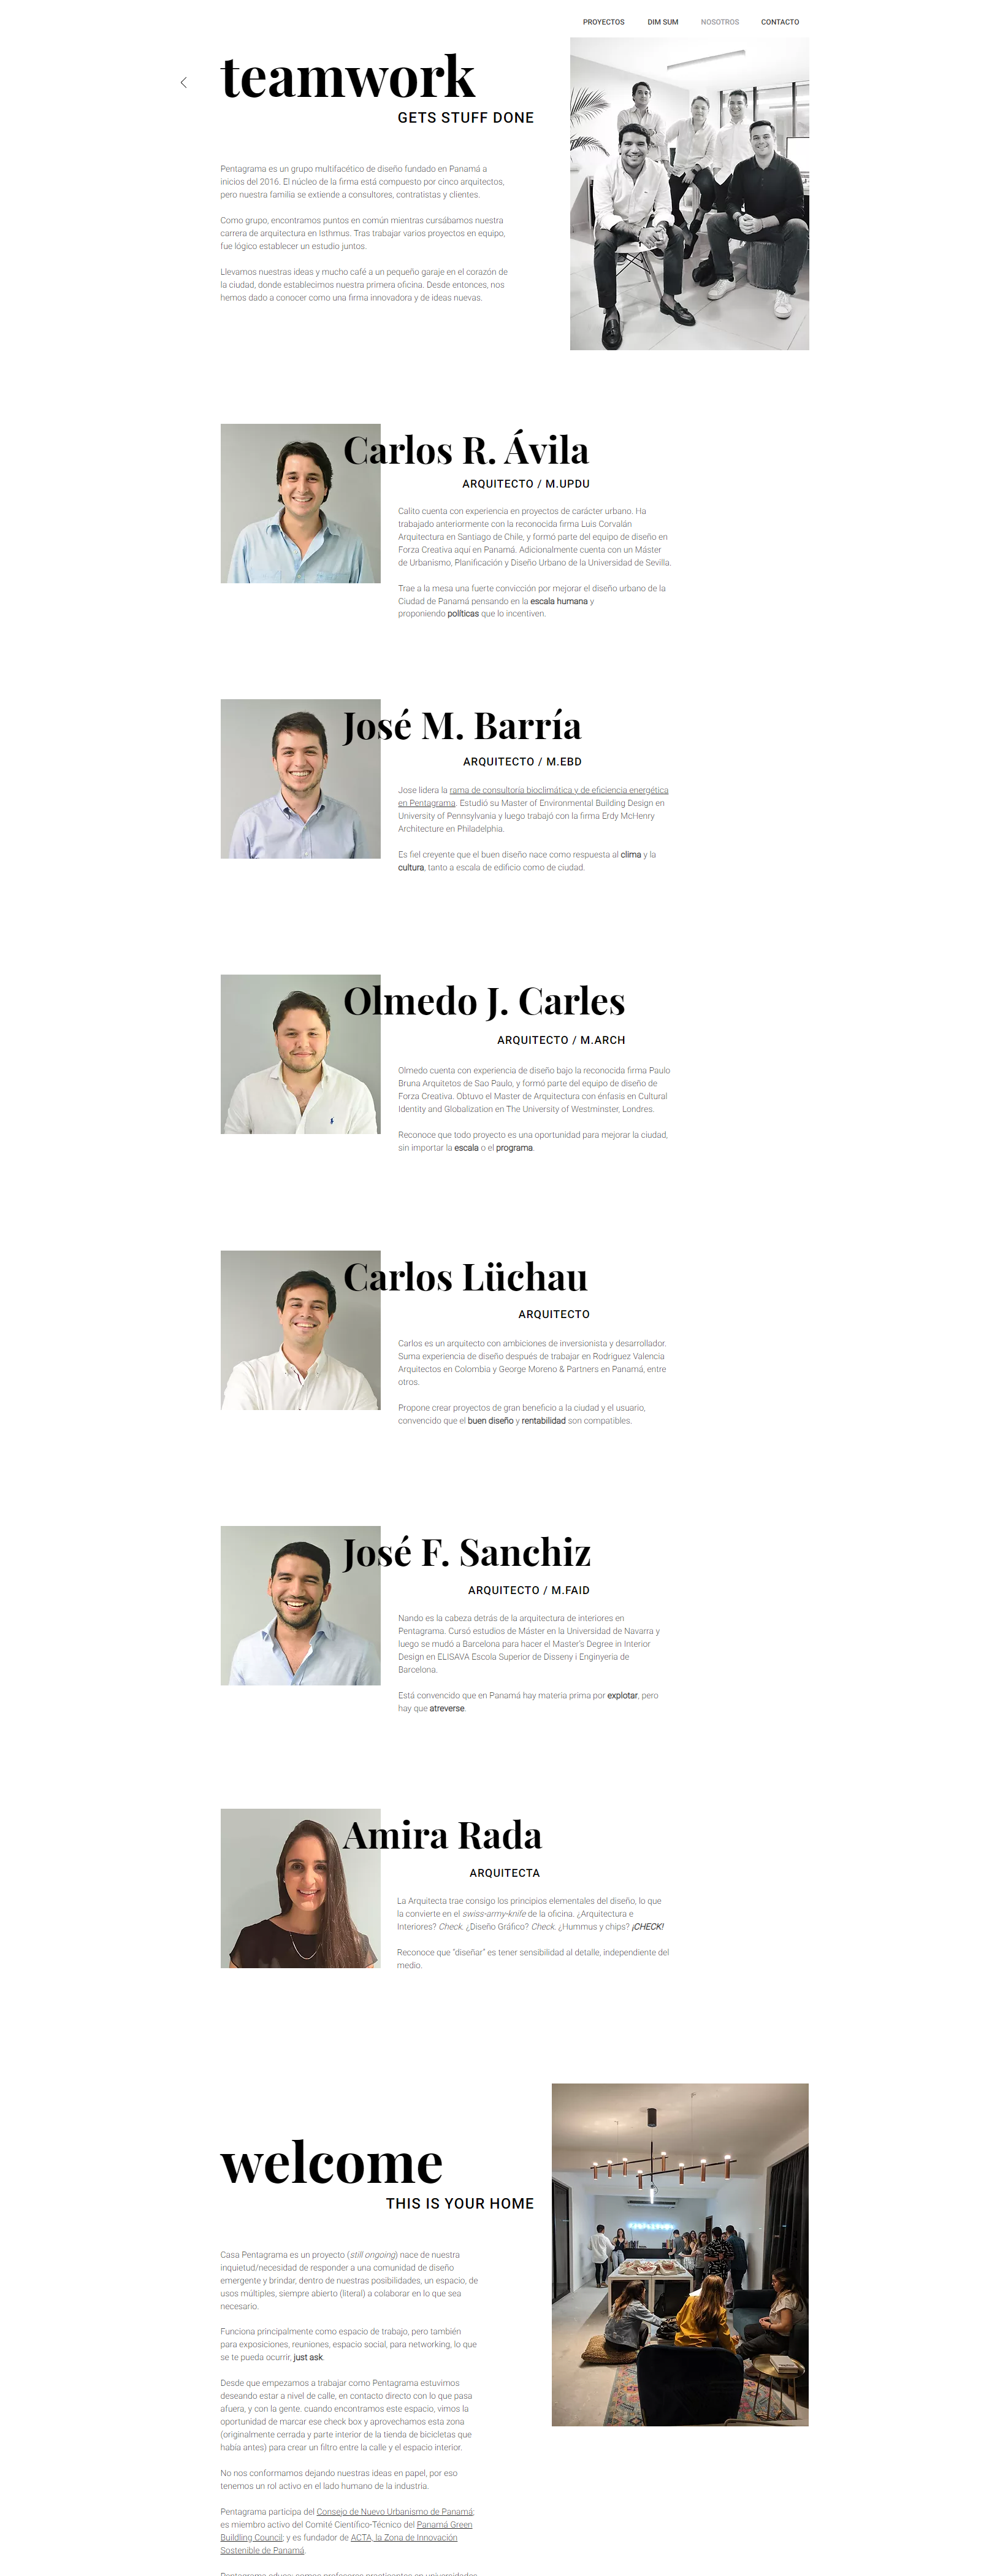 PROYECTOS
DIM SUM
NOSOTROS
CONTACTO
teamwork
GETS STUFF DONE
Pentagrama es un grupo multifacético de diseño fundado en Panamá a
inicios del 2016. El núcleo de la firma está compuesto por cinco arquitectos,
pero nuestra familia se extiende a consultores, contratistas y clientes.
Como grupo, encontramos puntos en común mientras cursábamos nuestra
carrera de arquitectura en Isthmus. Tras trabajar varios proyectos en equipo,
fue lógico establecer un estudio juntos.
Llevamos nuestras ideas y mucho café a un pequeño garaje en el corazón de
la ciudad, donde establecimos nuestra primera oficina. Desde entonces, nos
hemos dado a conocer como una firma innovadora y de ideas nuevas.
Carlos R. Ávila
ARQUITECTO / M.UPDU
Calito cuenta con experiencia en proyectos de carácter urbano. Ha
trabajado anteriormente con la reconocida firma Luis Corvalán
Arquitectura en Santiago de Chile, y formó parte del equipo de diseño en
Forza Creativa aquí en Panamá. Adicionalmente cuenta con un Máster
de Urbanismo, Planificación y Diseño Urbano de la Universidad de Sevilla.
Trae a la mesa una fuerte convicción por mejorar el diseño urbano de la
Ciudad de Panamá pensando en la escala humana y
proponiendo políticas que lo incentiven.
José M. Barría
ARQUITECTO / M.EBD
Jose lidera la rama de consultoría bioclimática y de eficiencia energética
en Pentagrama. Estudió su Master of Environmental Building Design en
University of Pennsylvania y luego trabajó con la firma Erdy McHenry
Architecture en Philadelphia.
Es fiel creyente que el buen diseño nace como respuesta al clima y la
cultura, tanto a escala de edificio como de ciudad.
Olmedo J. Carles
ARQUITECTO / M.ARCH
Olmedo cuenta con experiencia de diseño bajo la reconocida firma Paulo
Bruna Arquitetos de Sao Paulo, y formó parte del equipo de diseño de
Forza Creativa. Obtuvo el Master de Arquitectura con énfasis en Cultural
Identity and Globalization en The University of Westminster, Londres.
Reconoce que todo proyecto es una oportunidad para mejorar la ciudad,
sin importar la escala o el programa.
Carlos Lüchau
ARQUITECTO
Carlos es un arquitecto con ambiciones de inversionista y desarrollador.
Suma experiencia de diseño después de trabajar en Rodriguez Valencia
Arquitectos en Colombia y George Moreno & Partners en Panamá, entre
otros.
Propone crear proyectos de gran beneficio a la ciudad y el usuario,
convencido que el buen diseño y rentabilidad son compatibles.
José F. Sanchiz
ARQUITECTO / M.FAID
Nando es la cabeza detrás de la arquitectura de interiores en
Pentagrama. Cursó estudios de Máster en la Universidad de Navarra y
luego se mudó a Barcelona para hacer el Master's Degree in Interior
Design en ELISAVA Escola Superior de Disseny i Enginyeria de
Barcelona.
Está convencido que en Panamá hay materia prima por explotar, pero
hay que atreverse.
Amira Rada
ARQUITECTA
La Arquitecta trae consigo los principios elementales del diseño, lo que
la convierte en el swiss-army-knife de la oficina. ¿Arquitectura e
Interiores? Check. ¿Diseño Gráfico? Check. ¿Hummus y chips? ¡CHECK!
Reconoce que "diseñar" es tener sensibilidad al detalle, independiente del
medio.
welcome
THIS IS YOUR HOME
Casa Pentagrama es un proyecto (still ongoing) nace de nuestra
inquietud/necesidad de responder a una comunidad de diseño
emergente y brindar, dentro de nuestras posibilidades, un espacio, de
usos múltiples, siempre abierto (literal) a colaborar en lo que sea
necesario.
Funciona principalmente como espacio de trabajo, pero también
para exposiciones, reuniones, espacio social, para networking, lo que
se te pueda ocurrir, just ask.
Desde que empezamos a trabajar como Pentagrama estuvimos
deseando estar a nivel de calle, en contacto directo con lo que pasa
afuera, y con la gente. cuando encontramos este espacio, vimos la
oportunidad de marcar ese check box y aprovechamos esta zona
(originalmente cerrada y parte interior de la tienda de bicicletas que
había antes) para crear un filtro entre la calle y el espacio interior.
No nos conformamos dejando nuestras ideas en papel, por eso
tenemos un rol activo en el lado humano de la industria.
Pentagrama participa del Consejo de Nuevo Urbanismo de Panamá;
es miembro activo del Comité Científico-Técnico del Panamá Green
Buildling Council; y es fundador de ACTA, la Zona de Innovación
Sostenible de Panamá.